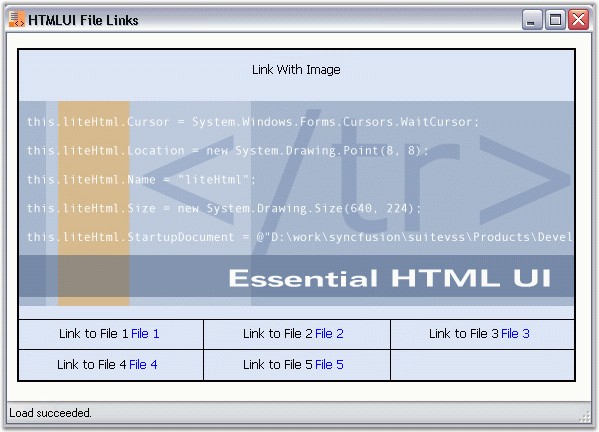 HTMLUI File Links
Link With Image
this.liteHtml.Cursor = System.Windows.Forms.Cursors.WaitCursor;
this.liteHtml.Location = new System.Drawing.Point(8, 8);
this.liteHtml.Name = "liteHtml";
this.liteHtml.Size = new System.Drawing.Size(640, 224);
this.liteHtml.StartupDocument = @"D:\work\syncfusion\suitevss\Products\Devel
</tr>
Essential HTML UI
Link to File 1 File 1 Link to File 2 File 2 Link to File 3 File 3
Link to File 4 File 4 Link to File 5 File 5
Load succeeded.